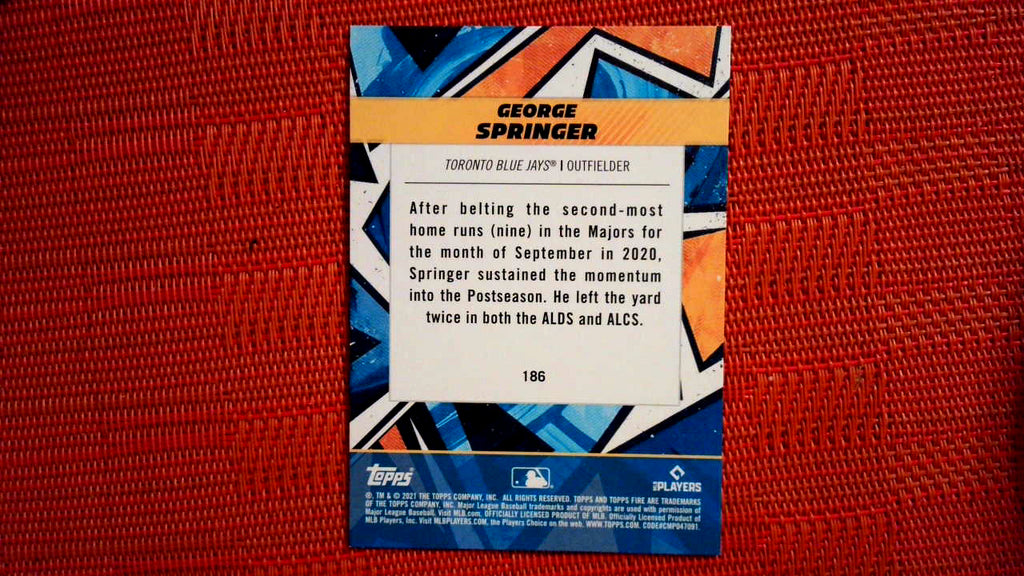 GEORGE
SPRINGER
TORONTO BLUE JAYS® | OUTFIELDER
After belting the second-most
home runs (nine) in the Majors for
the month of September in 2020,
Springer sustained the momentum
into the Postseason. He left the yard
twice in both the ALDS and ALCS.
186
topps®
MLB PLAYERS
®, TM & © 2021 THE TOPPS COMPANY, INC. ALL RIGHTS RESERVED. TOPPS AND TOPPS FIRE ARE TRADEMARKS
OF THE TOPPS COMPANY, INC. Major League Baseball trademarks and copyrights are used with permission of
Major League Baseball. Visit MLB.com. OFFICIALLY LICENSED PRODUCT OF MLB. Officially Licensed Product of
MLB Players, Inc. Visit MLBPLAYERS.COM, the Players Choice on the web. WWW.TOPPS.COM. CODE#CMP047091.